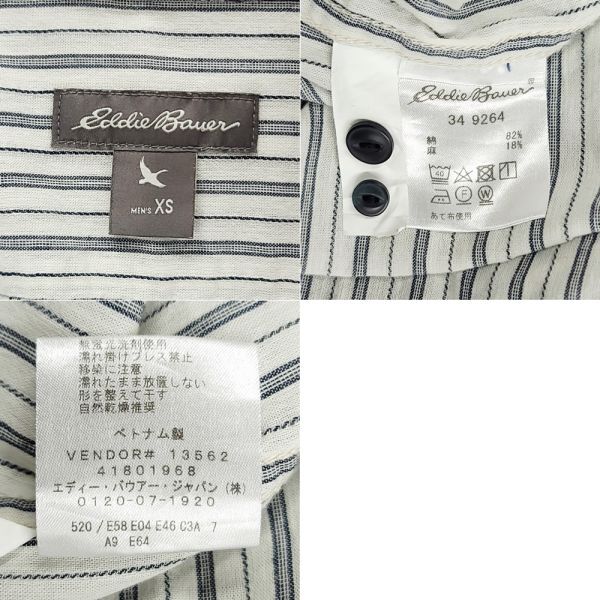 Eddie Bauer
MEN'S XS
Eddie Bauer®
34 9264
綿 82%
麻 18%
40
F W
あて布使用
無蛍光洗剤使用
濡れ掛けプレス禁止
移染に注意
濡れたまま放置しない
形を整えて干す
自然乾燥推奨
ベトナム製
VENDOR# 13562
41801968
エディー・バウアー・ジャパン(株)
0120-07-1920
520 / E58 E04 E46 C3A 7
A9 E64